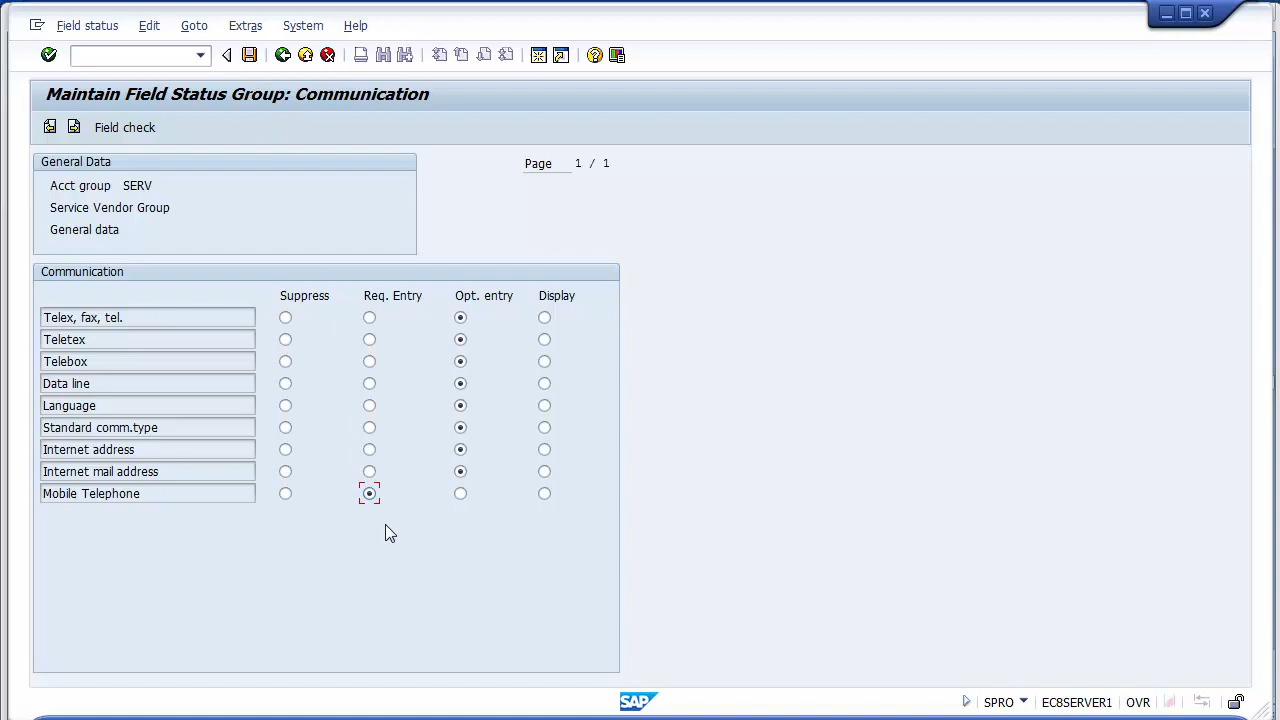 Field status Edit Goto Extras System Help
Maintain Field Status Group: Communication
Field check
General Data
Page 1 / 1
Acct group SERV
Service Vendor Group
General data
Communication
Suppress Req. Entry Opt. entry Display
Telex, fax, tel.
Teletex
Telebox
Data line
Language
Standard comm.type
Internet address
Internet mail address
Mobile Telephone
SAP SPRO EC8SERVER1 OVR